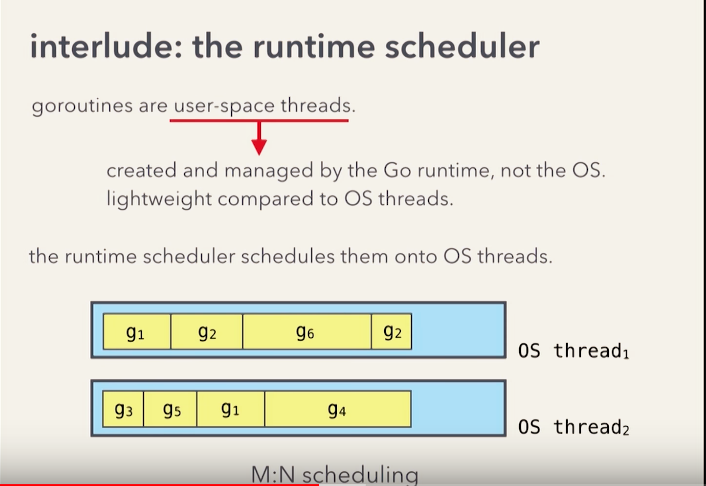 interlude: the runtime scheduler
goroutines are user-space threads.
created and managed by the Go runtime, not the OS.
lightweight compared to OS threads.
the runtime scheduler schedules them onto OS threads.
g1 g2 g6 g2
OS thread1
g3 g5 g1 g4
OS thread2
M:N scheduling